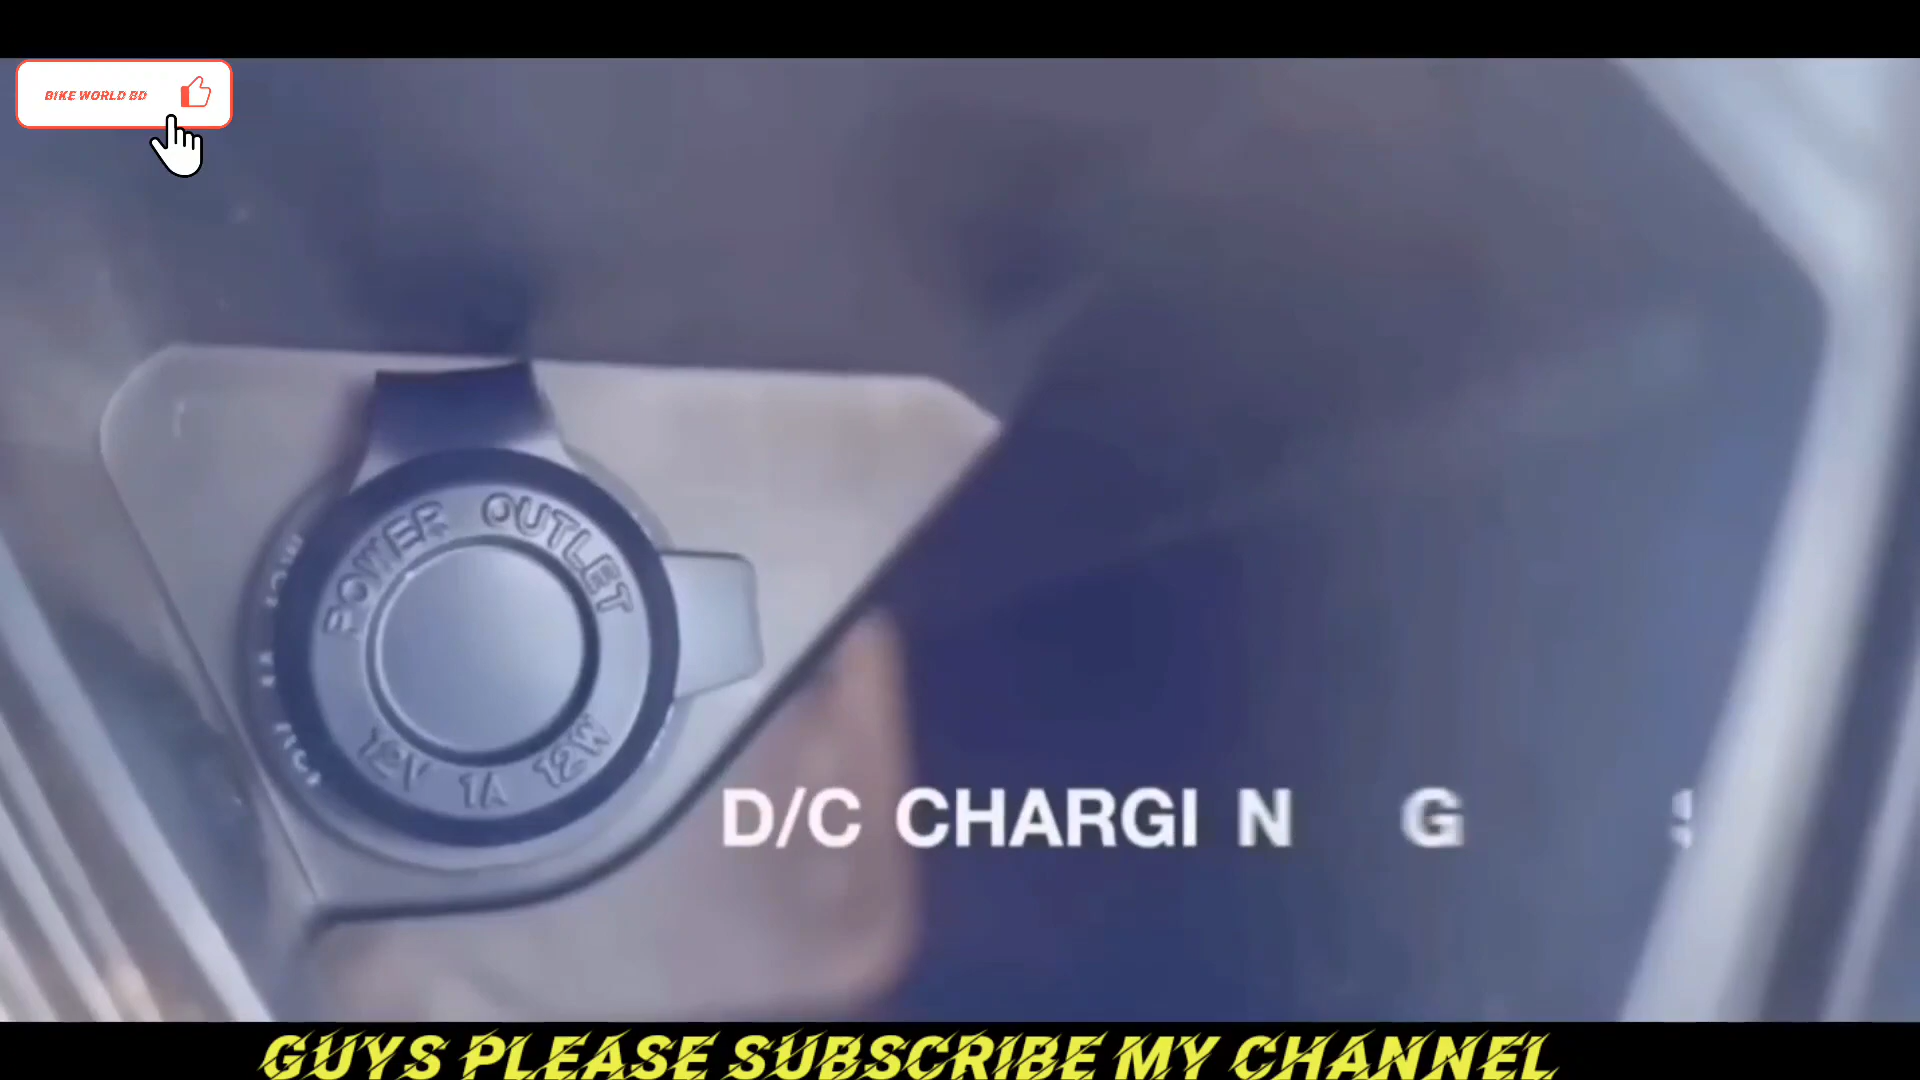 BIKE WORLD BD
POWER OUTLET
12V 1A 12W
D/C CHARGI N G
GUYS PLEASE SUBSCRIBE MY CHANNEL